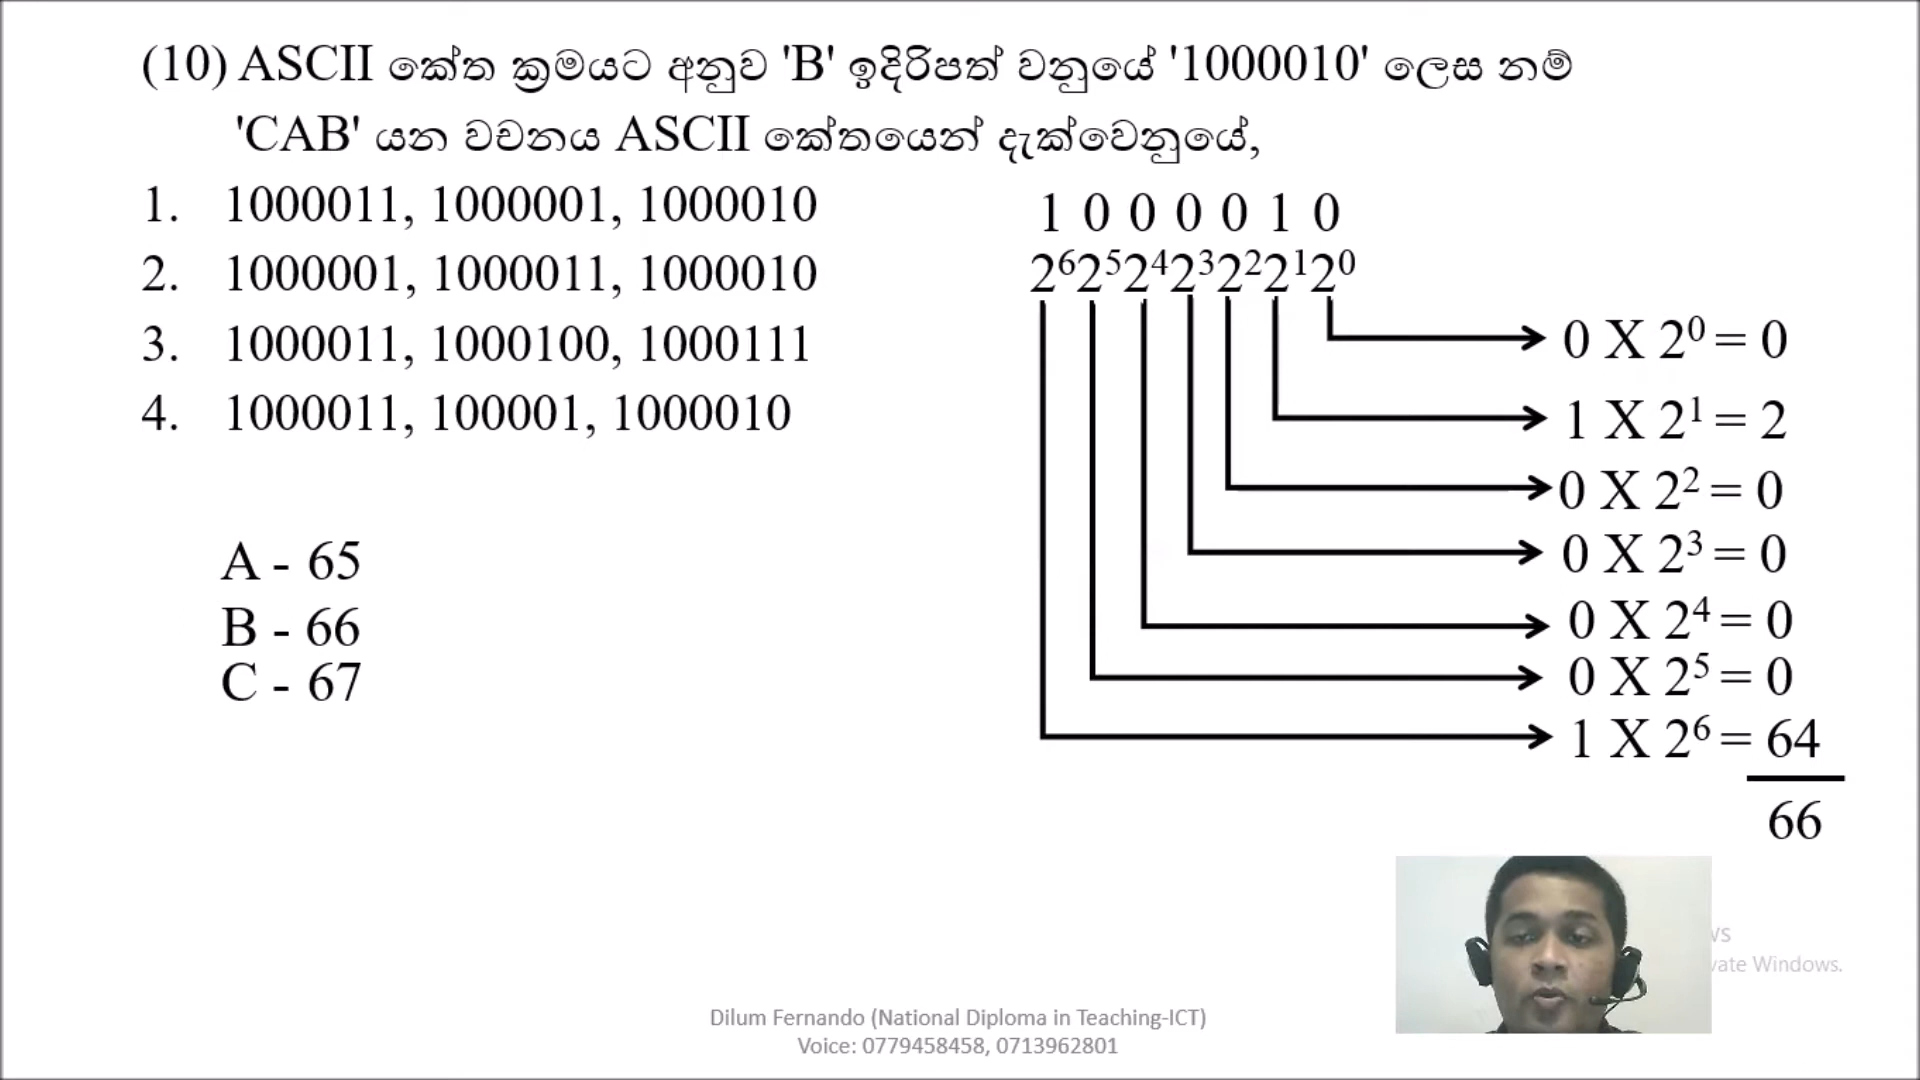 (10) ASCII කේත ක්‍රමයට අනුව 'B' ඉදිරිපත් වනුයේ '1000010' ලෙස නම්
'CAB' යන වචනය ASCII කේතයෙන් දැක්වෙනුයේ,
1. 1000011, 1000001, 1000010
2. 1000001, 1000011, 1000010
3. 1000011, 1000100, 1000111
4. 1000011, 100001, 1000010
A - 65
B - 66
C - 67
1 0 0 0 0 1 0
2⁶2⁵2⁴2³2²2¹2⁰
0 X 2⁰ = 0
1 X 2¹ = 2
0 X 2² = 0
0 X 2³ = 0
0 X 2⁴ = 0
0 X 2⁵ = 0
1 X 2⁶ = 64
66
Windows.
Dilum Fernando (National Diploma in Teaching-ICT)
Voice: 0779458458, 0713962801